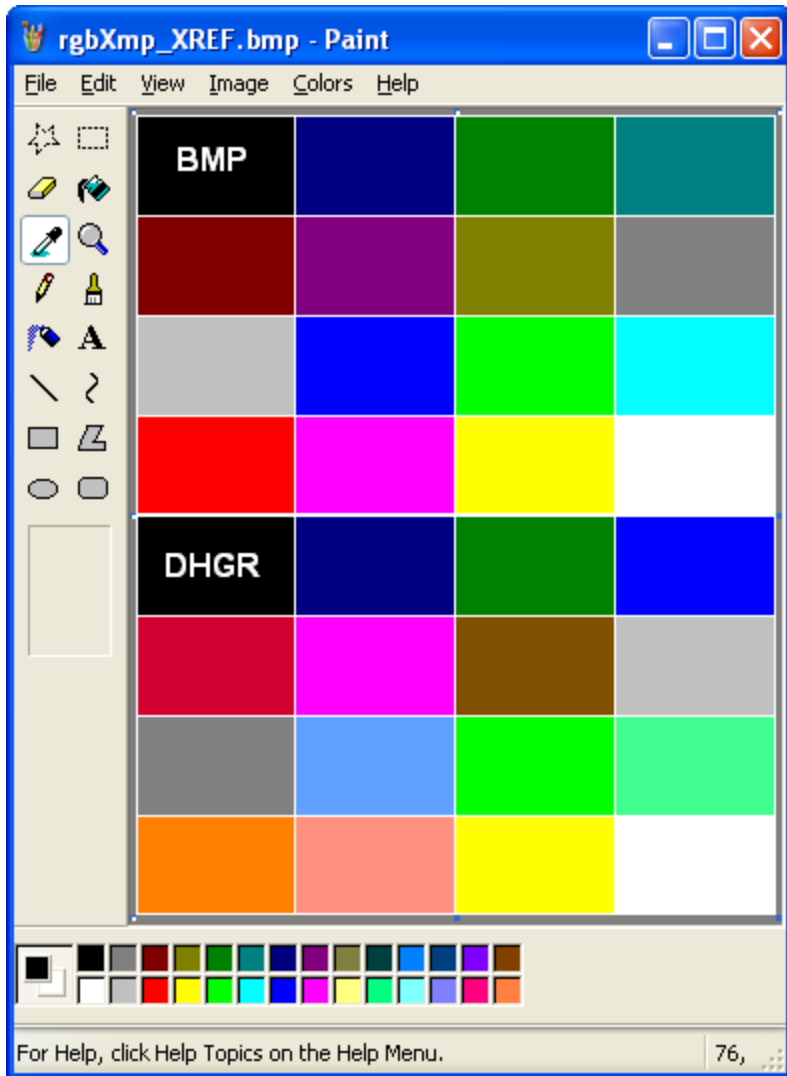 rgbXmp_XREF.bmp - Paint
File Edit View Image Colors Help
BMP
DHGR
A
For Help, click Help Topics on the Help Menu.
76,